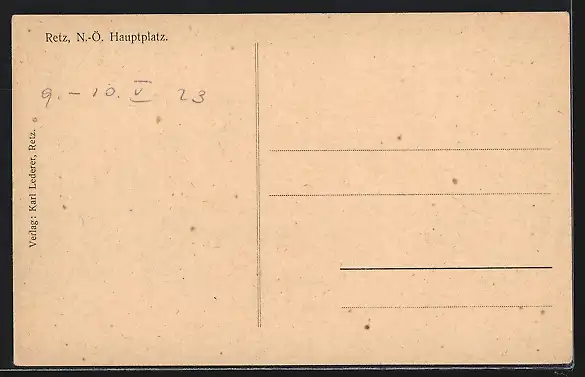 Retz, N.-Ö. Hauptplatz.
9. – 10. V 23
Verlag: Karl Lederer, Retz.